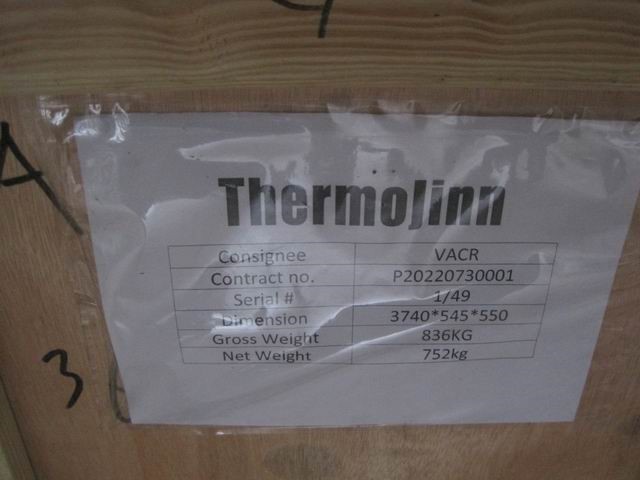 ThermoJinn
Consignee VACR
Contract no. P20220730001
Serial # 1/49
Dimension 3740*545*550
Gross Weight 836KG
Net Weight 752kg
3